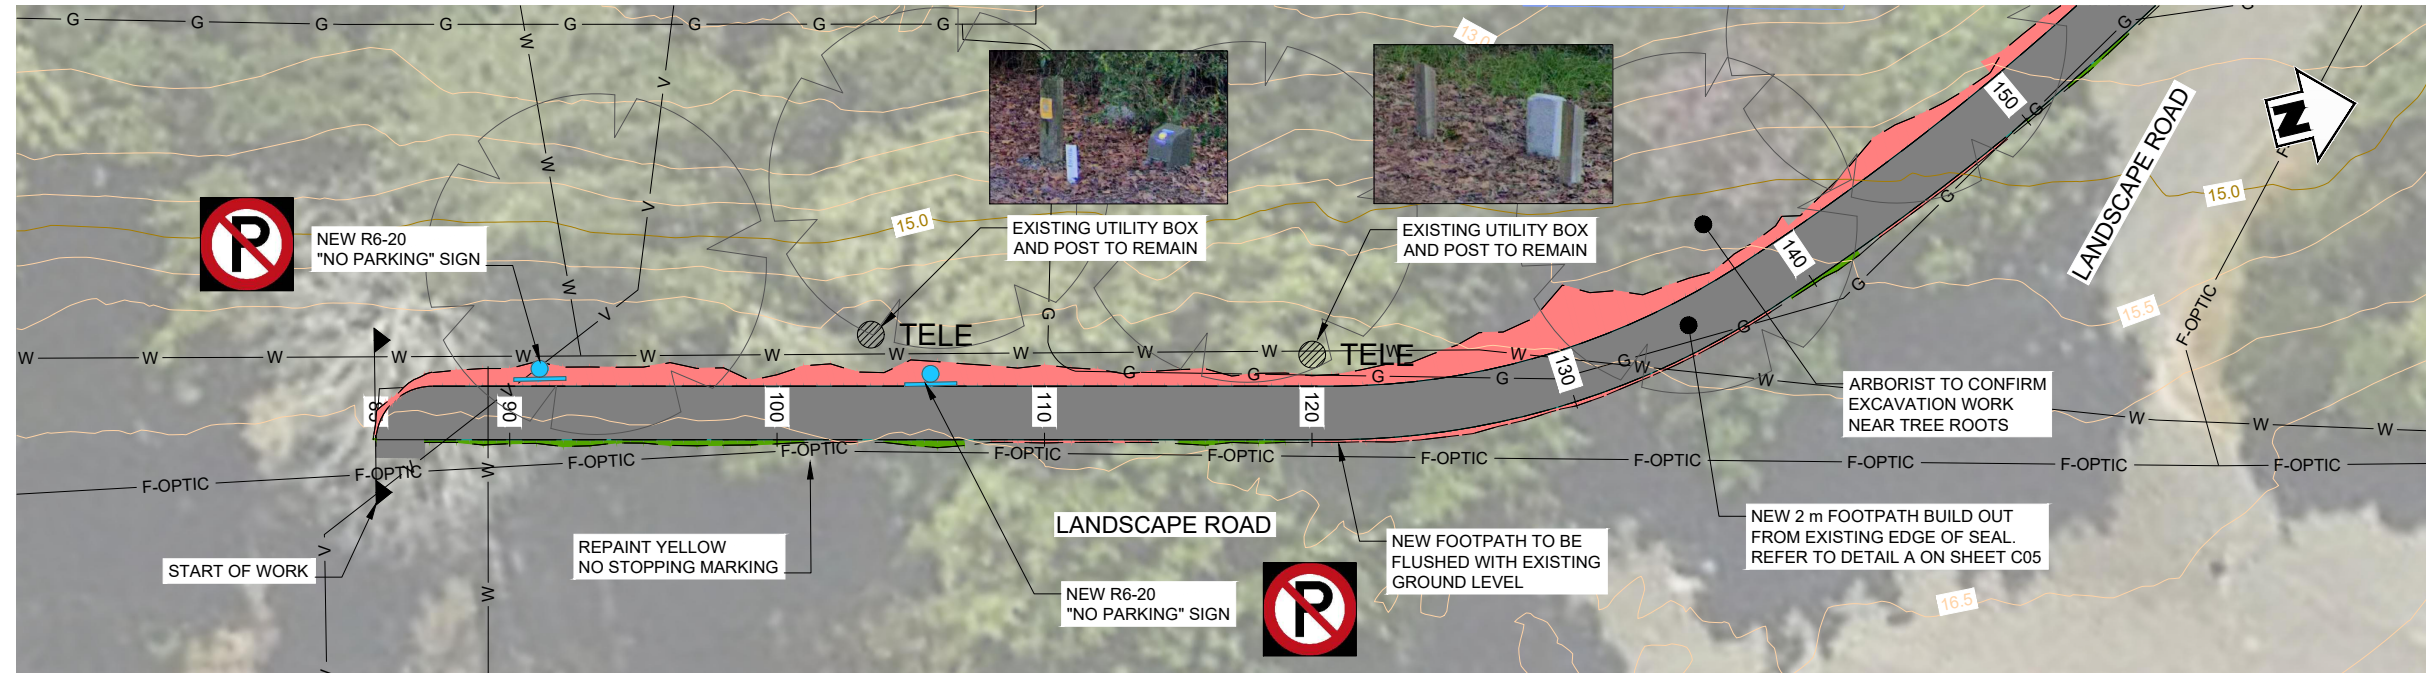 G G G G G G G G
W
V
13.0
G
150
G
LANDSCAPE ROAD
N
15.0
W
V
P
NEW R6-20
"NO PARKING" SIGN
15.0
EXISTING UTILITY BOX
AND POST TO REMAIN
EXISTING UTILITY BOX
AND POST TO REMAIN
G
140
G
15.5
F-OPTIC
W
V
G
TELE
TELE
G
W W W W W W W W W W W W W W W W W W
G G G G G
V
90
100
110
120
130
ARBORIST TO CONFIRM
EXCAVATION WORK
NEAR TREE ROOTS
F-OPTIC F-OPTIC F-OPTIC F-OPTIC F-OPTIC F-OPTIC F-OPTIC F-OPTIC F-OPTIC F-OPTIC F-OPTIC
V
W
START OF WORK
REPAINT YELLOW
NO STOPPING MARKING
LANDSCAPE ROAD
NEW R6-20
"NO PARKING" SIGN
P
NEW FOOTPATH TO BE
FLUSHED WITH EXISTING
GROUND LEVEL
NEW 2 m FOOTPATH BUILD OUT
FROM EXISTING EDGE OF SEAL.
REFER TO DETAIL A ON SHEET C05
16.5
V
W